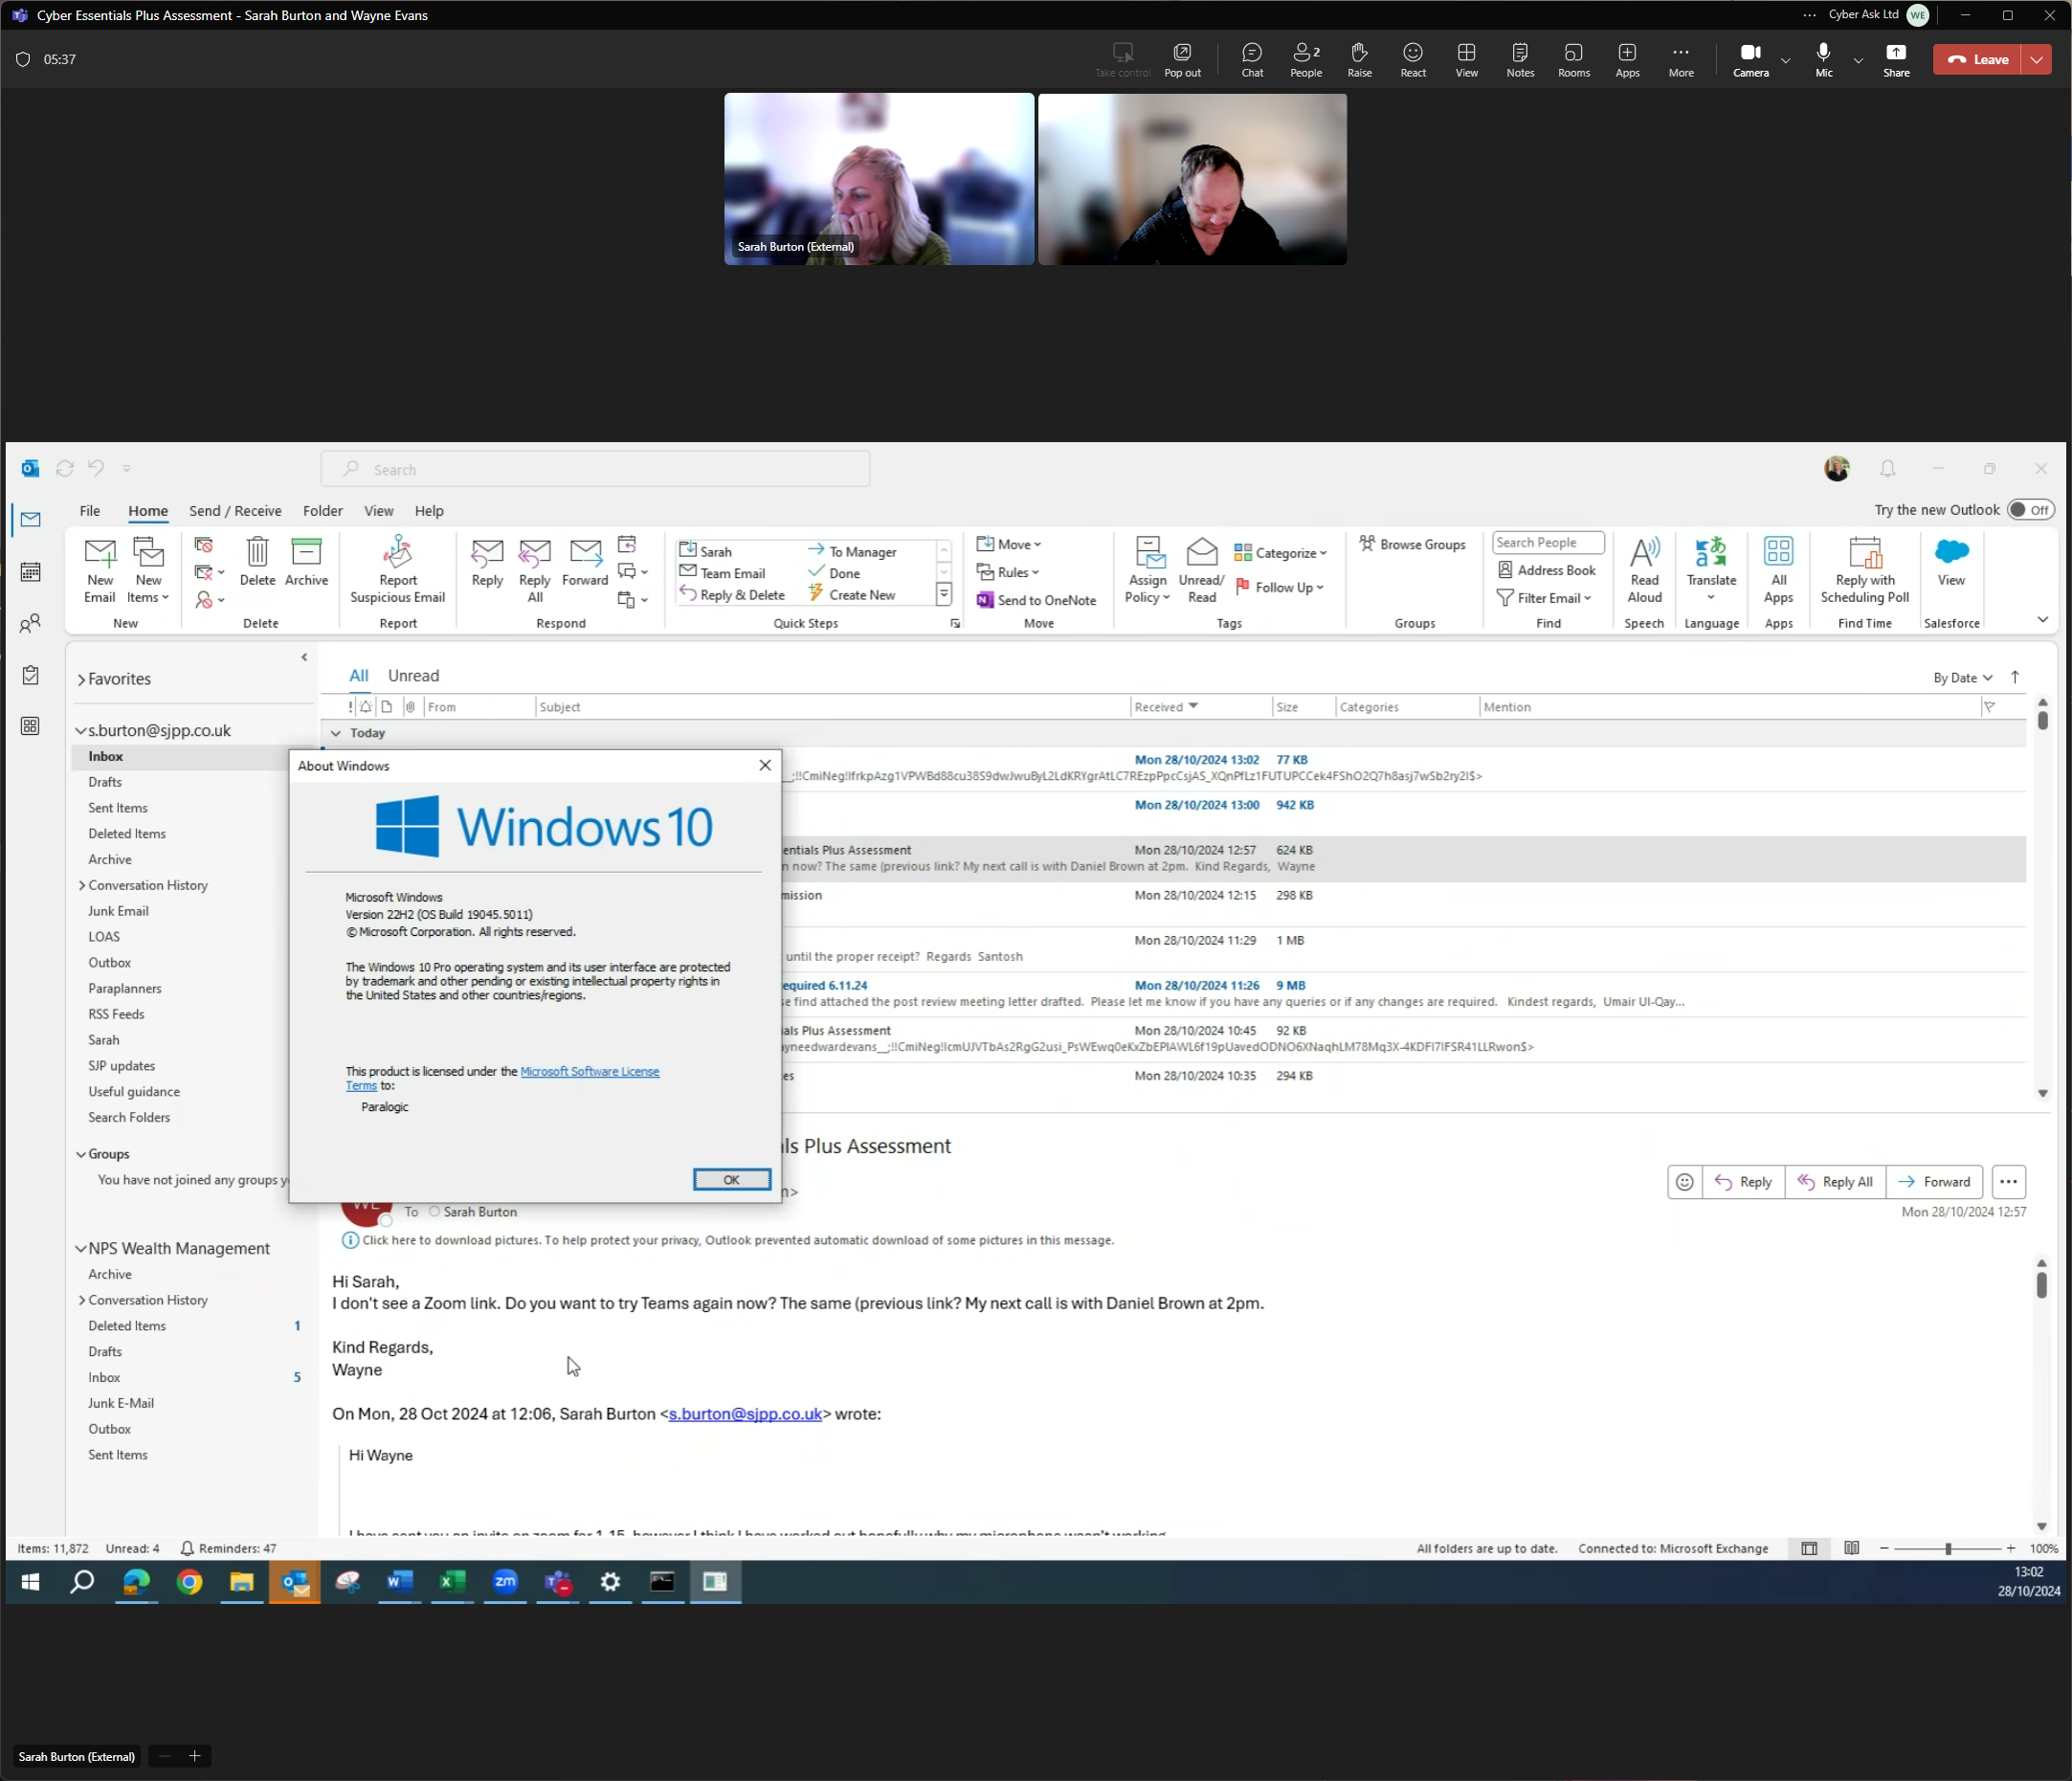 Cyber Essentials Plus Assessment - Sarah Burton and Wayne Evans
Cyber Ask Ltd WE
05:37
Take control
Pop out
Chat
People 2
Raise
React
View
Notes
Rooms
Apps
More
Camera
Mic
Share
Leave
Sarah Burton (External)
Search
File Home Send / Receive Folder View Help
Try the new Outlook Off
New Email
New Items
New
Delete
Archive
Delete
Report Suspicious Email
Report
Reply
Reply All
Forward
Respond
Sarah
Team Email
Reply & Delete
To Manager
Done
Create New
Quick Steps
Move
Rules
Send to OneNote
Move
Assign Policy
Unread/ Read
Categorize
Follow Up
Tags
Browse Groups
Groups
Search People
Address Book
Filter Email
Find
Read Aloud
Speech
Translate
Language
All Apps
Apps
Reply with Scheduling Poll
Find Time
View
Salesforce
Favorites
s.burton@sjpp.co.uk
Inbox
Drafts
Sent Items
Deleted Items
Archive
Conversation History
Junk Email
LOAS
Outbox
Paraplanners
RSS Feeds
Sarah
SJP updates
Useful guidance
Search Folders
Groups
You have not joined any groups y
NPS Wealth Management
Archive
Conversation History
Deleted Items 1
Drafts
Inbox 5
Junk E-Mail
Outbox
Sent Items
All Unread
By Date
! From Subject Received Size Categories Mention
Today
Mon 28/10/2024 13:02 77 KB
Mon 28/10/2024 13:00 942 KB
entials Plus Assessment Mon 28/10/2024 12:57 624 KB
n now? The same (previous link? My next call is with Daniel Brown at 2pm. Kind Regards, Wayne
mission Mon 28/10/2024 12:15 298 KB
Mon 28/10/2024 11:29 1 MB
until the proper receipt? Regards Santosh
equired 6.11.24 Mon 28/10/2024 11:26 9 MB
se find attached the post review meeting letter drafted. Please let me know if you have any queries or if any changes are required. Kindest regards, Umair Ul-Qay...
als Plus Assessment Mon 28/10/2024 10:45 92 KB
es Mon 28/10/2024 10:35 294 KB
About Windows
Windows 10
Microsoft Windows
Version 22H2 (OS Build 19045.5011)
© Microsoft Corporation. All rights reserved.
The Windows 10 Pro operating system and its user interface are protected
by trademark and other pending or existing intellectual property rights in
the United States and other countries/regions.
This product is licensed under the Microsoft Software License
Terms to:
Paralogic
OK
ls Plus Assessment
n>
To Sarah Burton
Reply Reply All Forward
Mon 28/10/2024 12:57
Click here to download pictures. To help protect your privacy, Outlook prevented automatic download of some pictures in this message.
Hi Sarah,
I don't see a Zoom link. Do you want to try Teams again now? The same (previous link? My next call is with Daniel Brown at 2pm.
Kind Regards,
Wayne
On Mon, 28 Oct 2024 at 12:06, Sarah Burton <s.burton@sjpp.co.uk> wrote:
Hi Wayne
Items: 11,872 Unread: 4 Reminders: 47
All folders are up to date. Connected to: Microsoft Exchange 100%
13:02
28/10/2024
Sarah Burton (External)